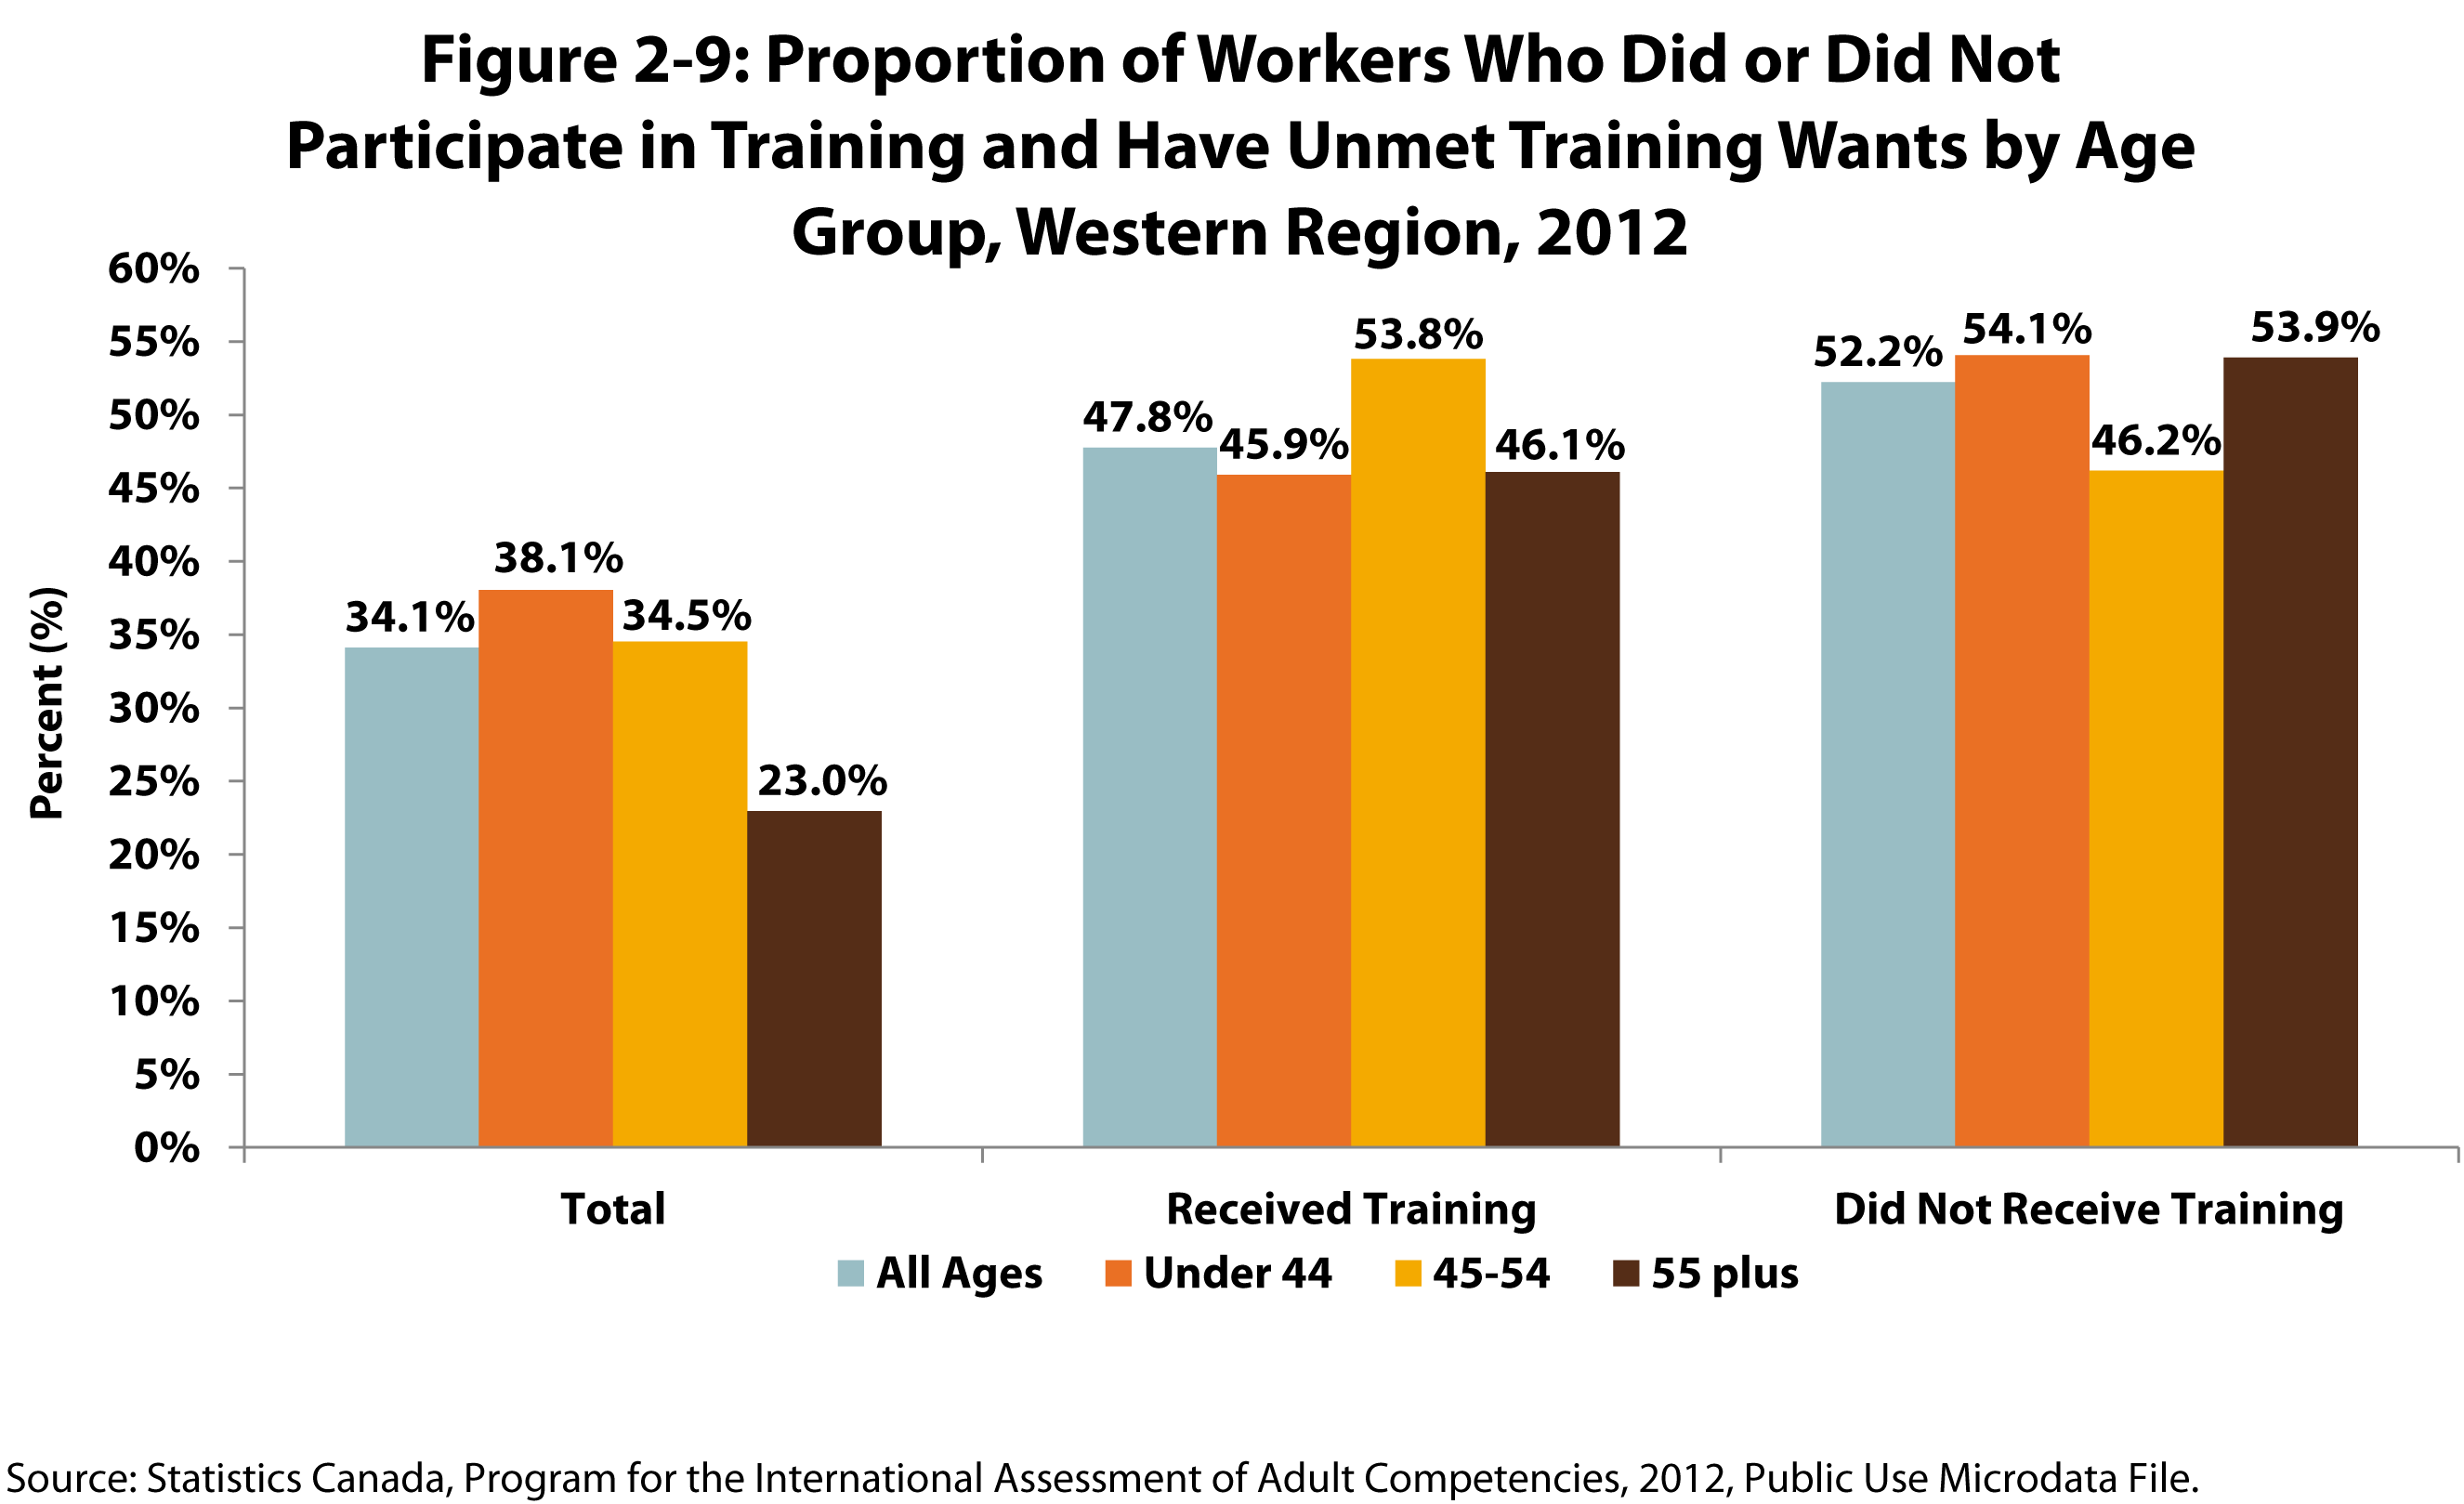 Figure 2-9: Proportion of Workers Who Did or Did Not
Participate in Training and Have Unmet Training Wants by Age
Group, Western Region, 2012
60%
55%
50%
45%
40%
35%
30%
25%
20%
15%
10%
5%
0%
Percent (%)
34.1%
38.1%
34.5%
23.0%
47.8%
45.9%
53.8%
46.1%
52.2%
54.1%
46.2%
53.9%
Total
Received Training
Did Not Receive Training
All Ages
Under 44
45-54
55 plus
Source: Statistics Canada, Program for the International Assessment of Adult Competencies, 2012, Public Use Microdata File.